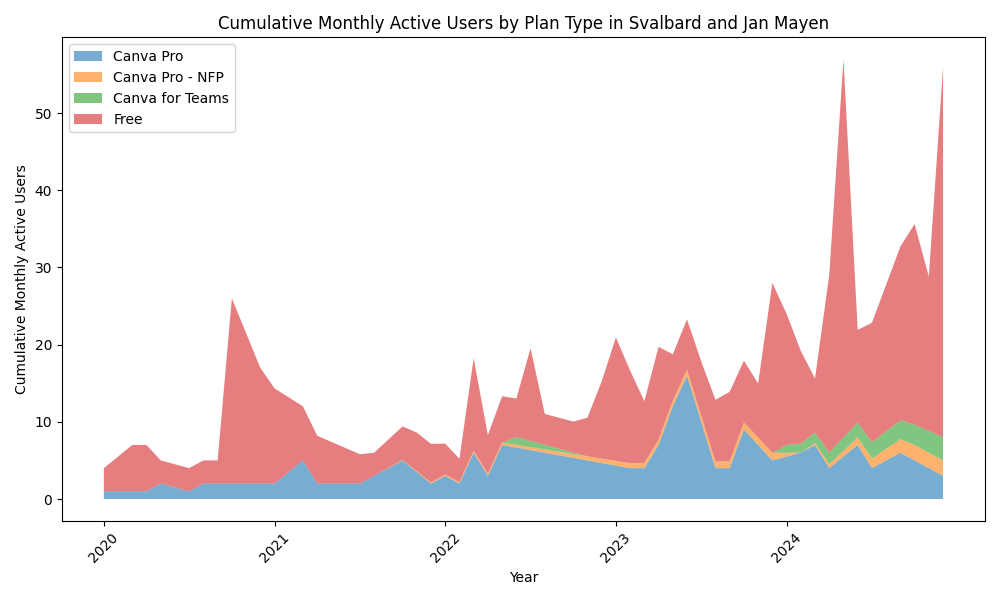 Cumulative Monthly Active Users by Plan Type in Svalbard and Jan Mayen
Canva Pro
Canva Pro - NFP
Canva for Teams
Free
Cumulative Monthly Active Users
50
40
30
20
10
0
2020
2021
2022
2023
2024
Year